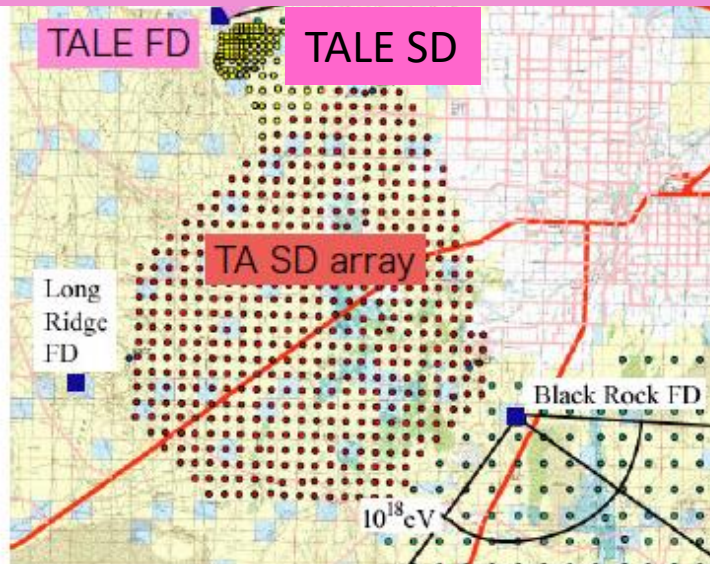 TALE FD
TALE SD
TA SD array
Long
Ridge
FD
Black Rock FD
10¹⁸eV